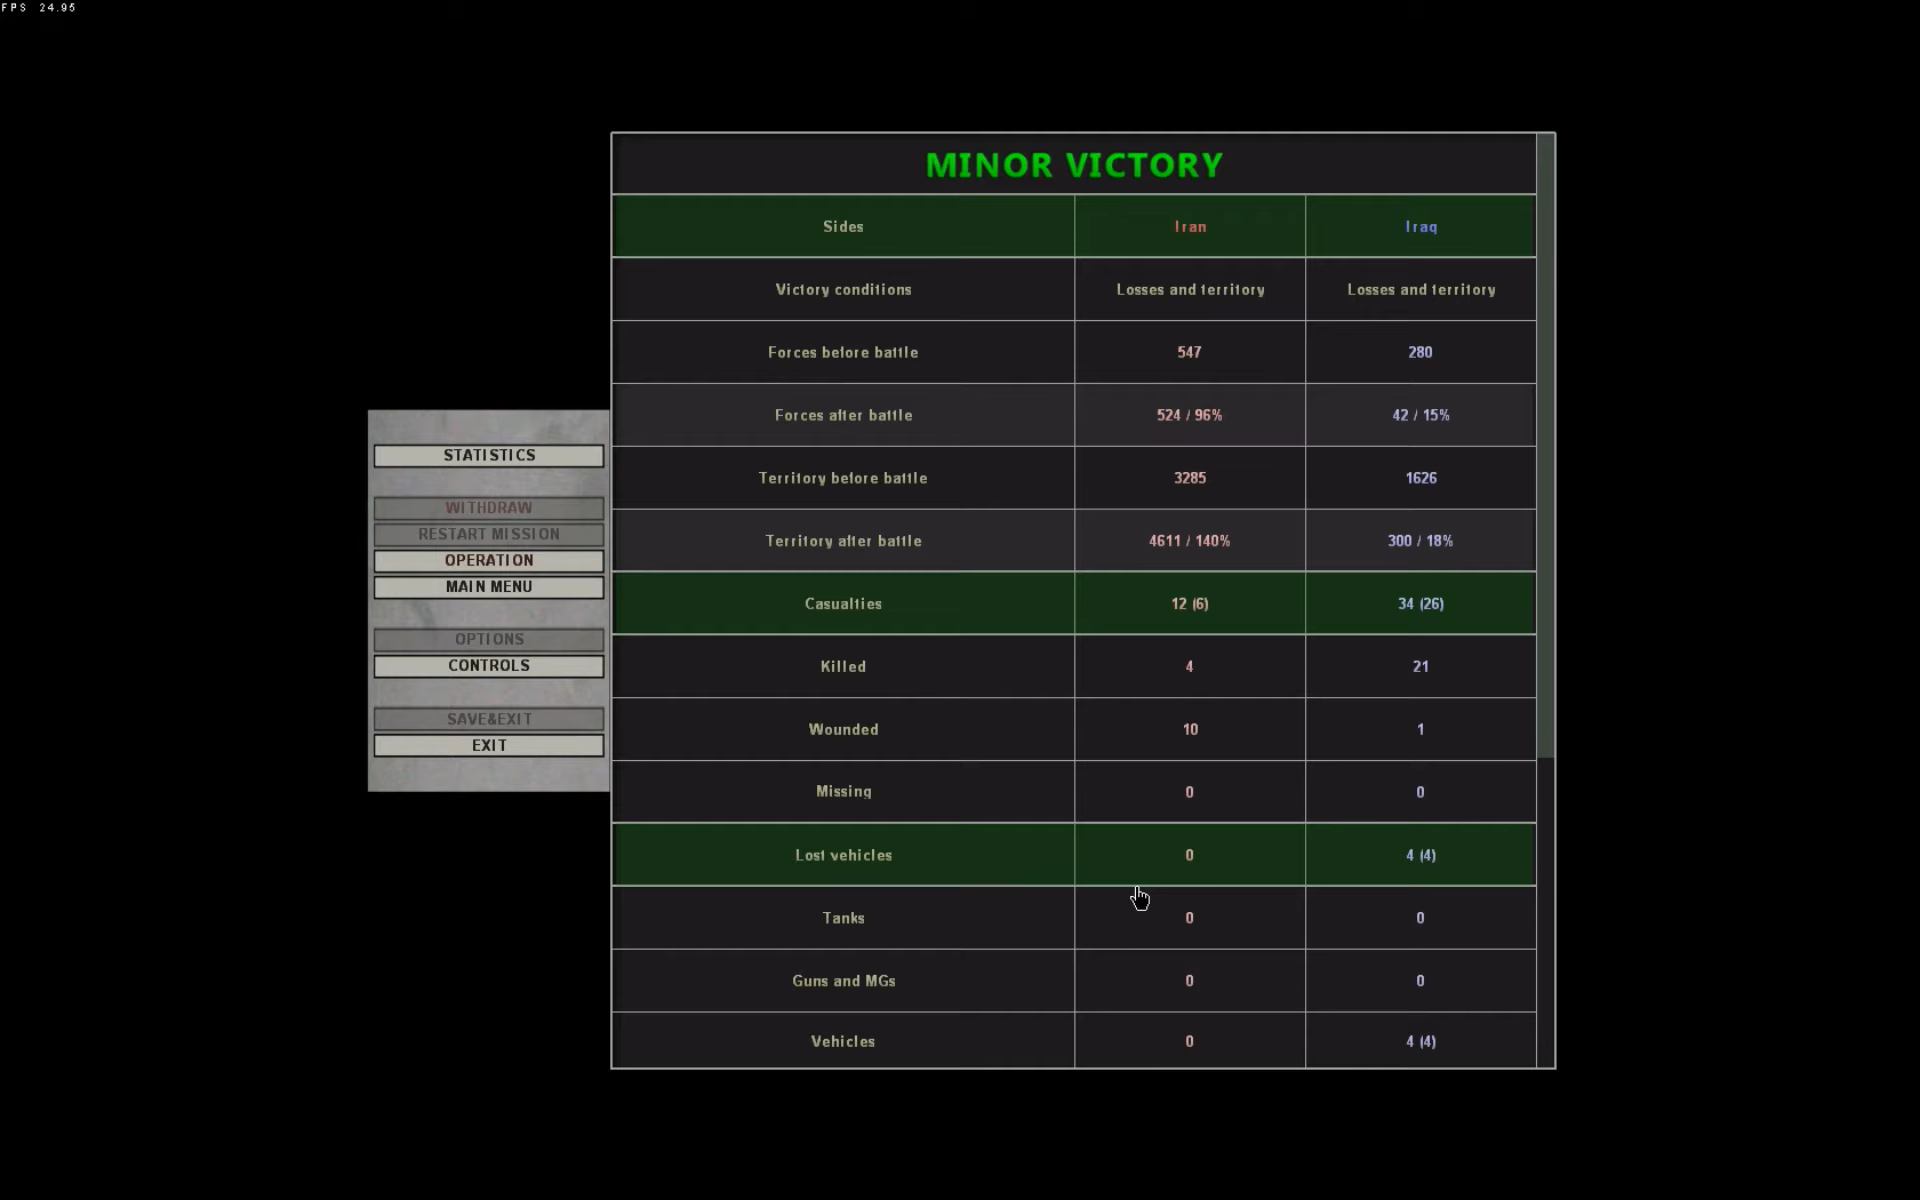 FPS 24.95
MINOR VICTORY
Sides Iran Iraq
Victory conditions Losses and territory Losses and territory
Forces before battle 547 280
Forces after battle 524 / 96% 42 / 15%
Territory before battle 3285 1626
Territory after battle 4611 / 140% 300 / 18%
Casualties 12 (6) 34 (26)
Killed 4 21
Wounded 10 1
Missing 0 0
Lost vehicles 0 4 (4)
Tanks 0 0
Guns and MGs 0 0
Vehicles 0 4 (4)
STATISTICS
WITHDRAW
RESTART MISSION
OPERATION
MAIN MENU
OPTIONS
CONTROLS
SAVE&EXIT
EXIT